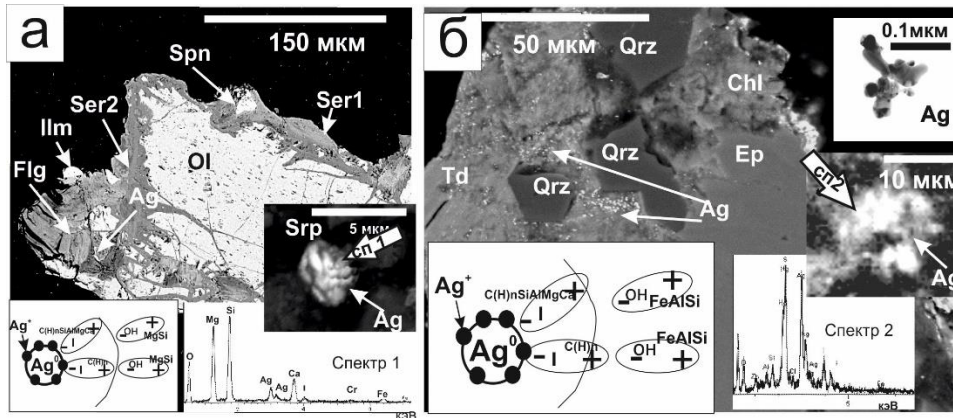 а
150 мкм
Spn
Ser2
Ser1
Ilm
Ol
Flg
Ag
5 мкм
Srp
сп1
Ag
Ag⁺
C(H)nSiAlMgCa
+
- I
OH
-
+
MgSi
Ag⁰
- I
C(H)n
+
- OH
+
MgSi
Спектр 1
O
Mg
Si
Ag
Ag
Ca
I
Cr
Fe
кэВ
б
50 мкм
Qrz
Chl
0.1мкм
Ag
Qrz
Ep
Td
Qrz
Ag
сп2
10 мкм
Ag
Ag⁺
C(H)nSiAlMgCa
+
- I
- OH
+
FeAlSi
Ag⁰
- I
C(H)n
+
FeAlSi
- OH
+
Спектр 2
кэВ